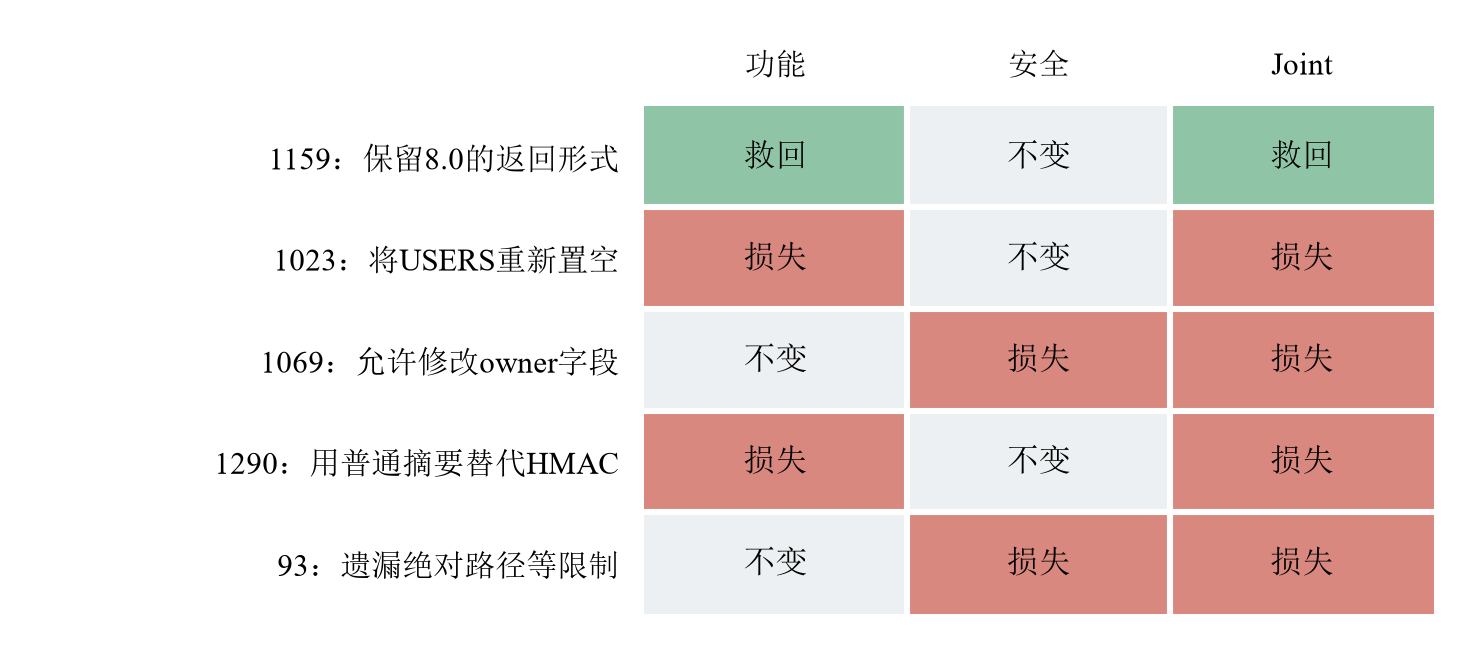 功能 安全 Joint
1159：保留8.0的返回形式 救回 不变 救回
1023：将USERS重新置空 损失 不变 损失
1069：允许修改owner字段 不变 损失 损失
1290：用普通摘要替代HMAC 损失 不变 损失
93：遗漏绝对路径等限制 不变 损失 损失